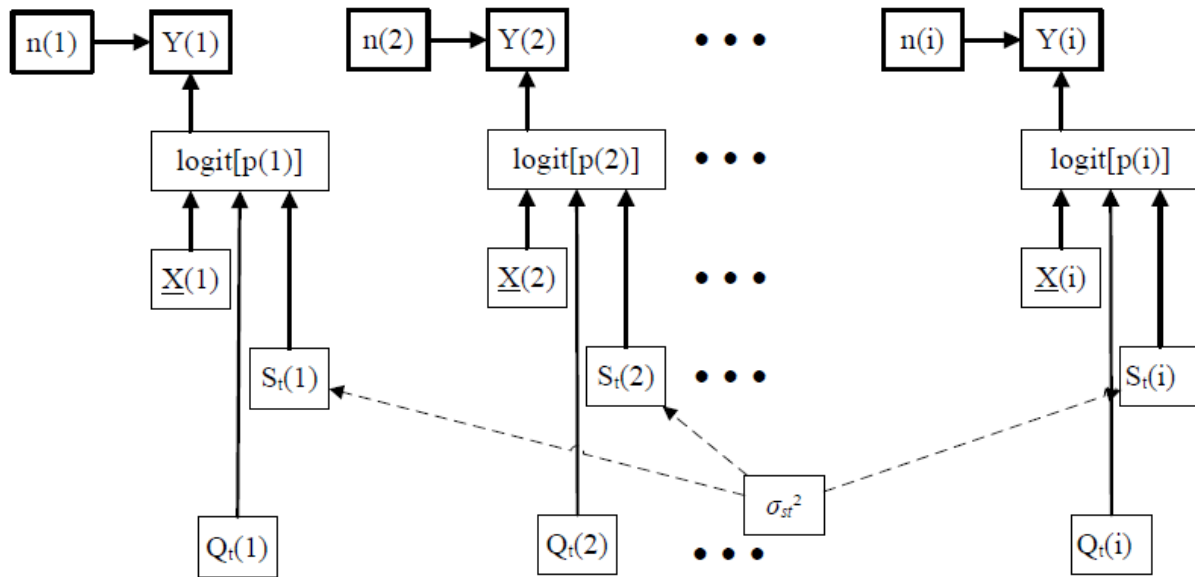 n(1) Y(1) n(2) Y(2) • • • n(i) Y(i)
logit[p(1)] logit[p(2)] • • • logit[p(i)]
X(1) X(2) • • • X(i)
Sₜ(1) Sₜ(2) • • • Sₜ(i)
σₛₜ²
Qₜ(1) Qₜ(2) • • • Qₜ(i)